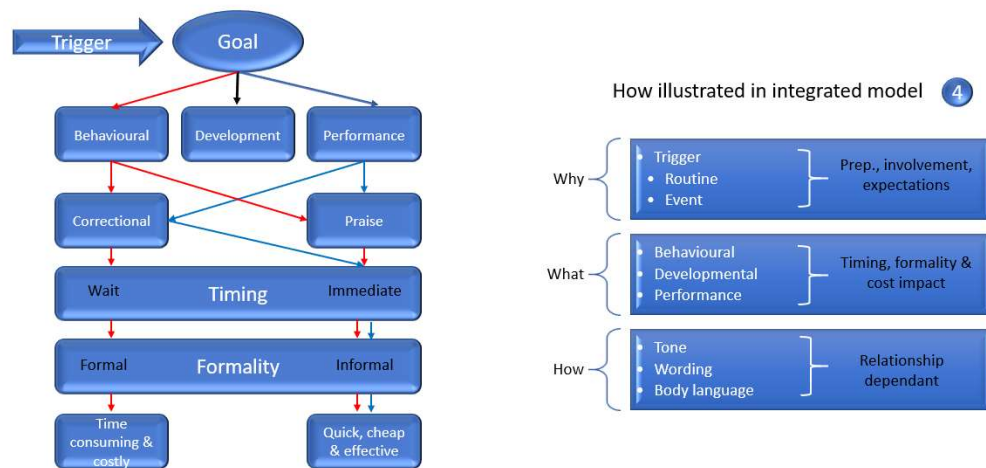 Trigger
Goal
Behavioural
Development
Performance
Correctional
Praise
Wait
Timing
Immediate
Formal
Formality
Informal
Time
consuming &
costly
Quick, cheap
& effective
How illustrated in integrated model
4
Why
Trigger
Routine
Event
Prep., involvement,
expectations
What
Behavioural
Developmental
Performance
Timing, formality &
cost impact
How
Tone
Wording
Body language
Relationship
dependant